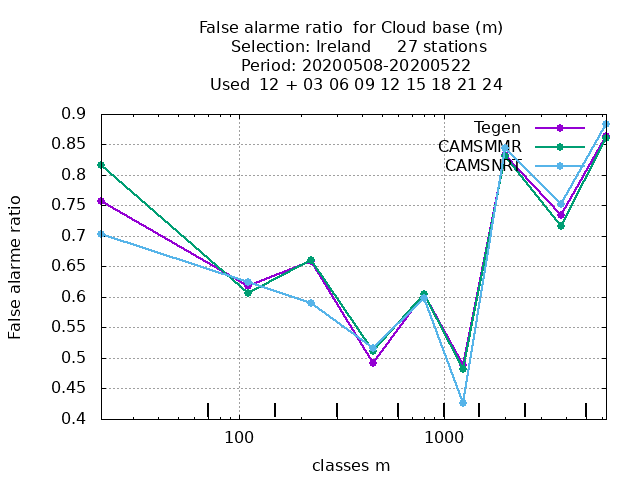 False alarme ratio  for Cloud base (m)
Selection: Ireland     27 stations
Period: 20200508-20200522
Used  12 + 03 06 09 12 15 18 21 24
0.9
0.85
0.8
0.75
0.7
0.65
0.6
0.55
0.5
0.45
0.4
False alarme ratio
Tegen
CAMSMMR
CAMSNRT
100
1000
classes m